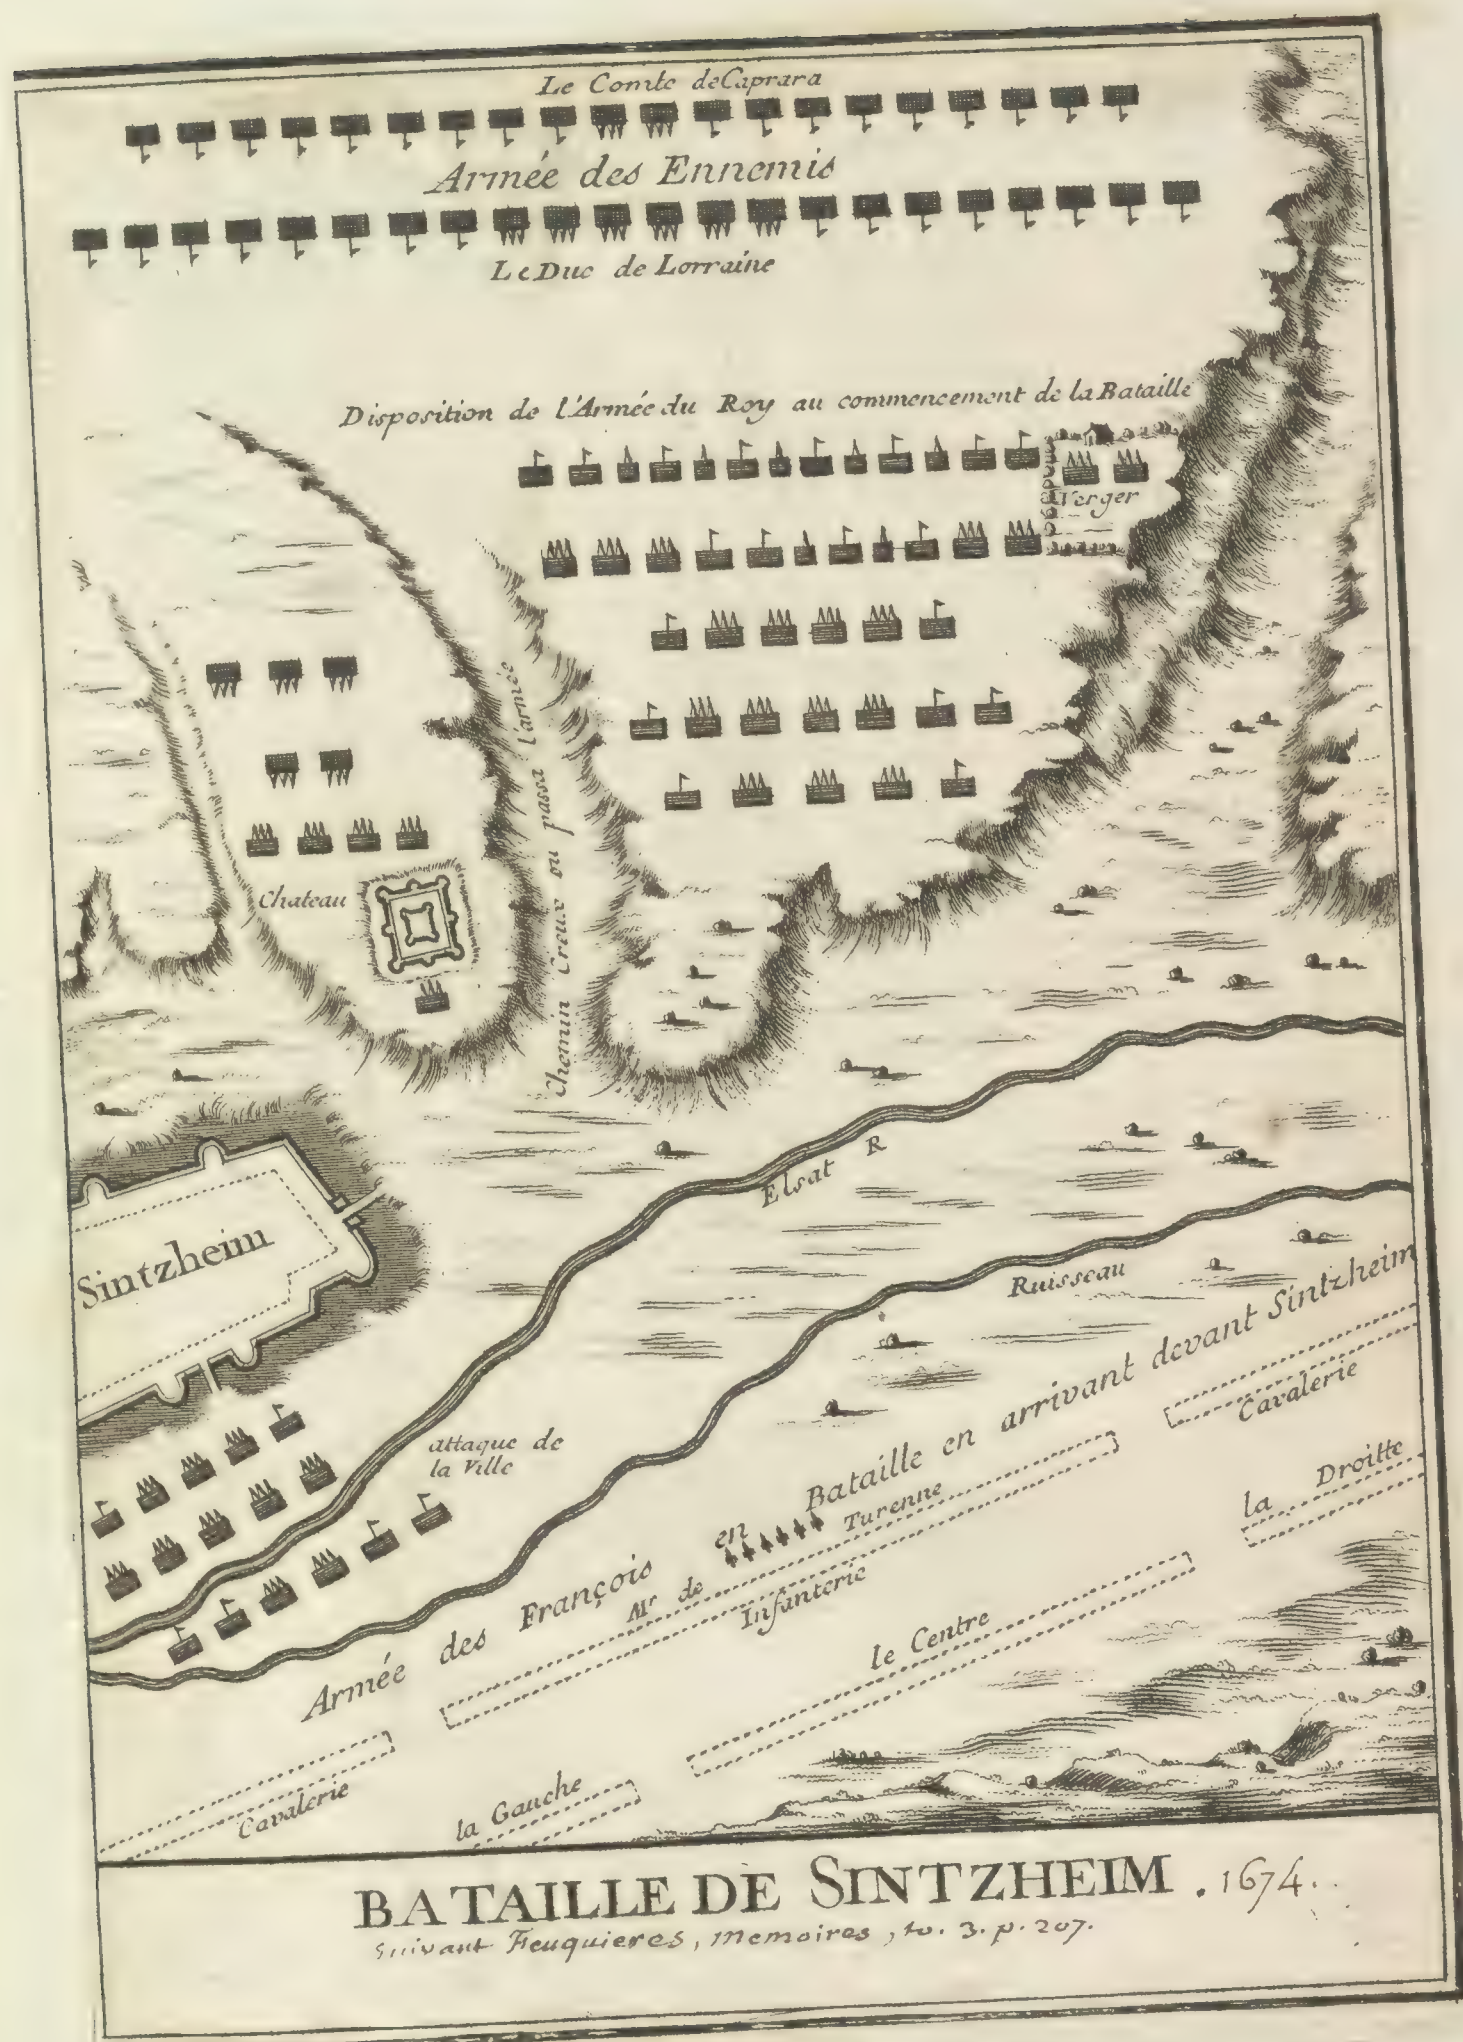 Le Comte de Caprara
Armée des Ennemis
Le Duc de Lorraine
Disposition de l'Armée du Roy au commencement de la Bataille
Verger
Chemin Creux ou passa l'armée
Chateau
Sintzheim
Elsat R
Ruisseau
attaque de
la Ville
Armée des François en Bataille en arrivant devant Sintzheim
Mr de Turenne
Cavalerie
Infanterie
la Droitte
le Centre
Cavalerie
la Gauche
BATAILLE DE SINTZHEIM . 1674.
Suivant Feuquieres, Memoires, to. 3. p. 207.